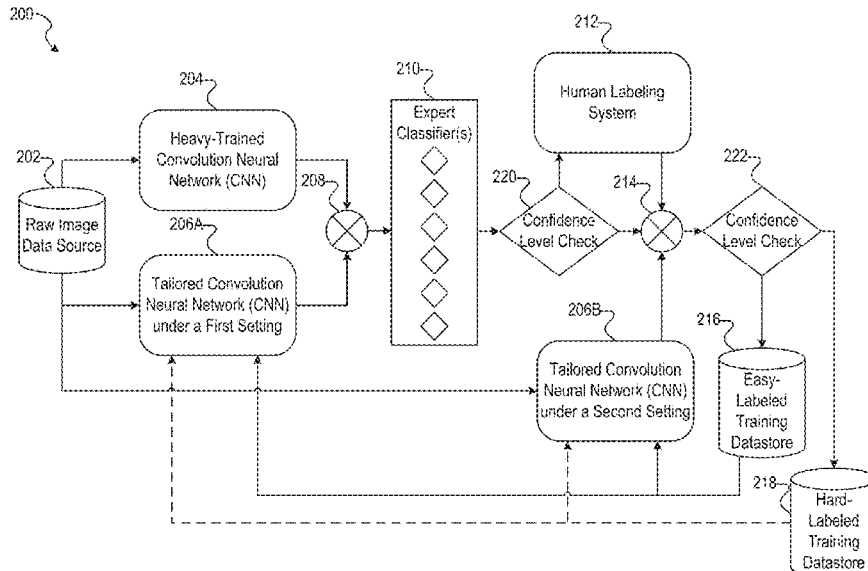 200
204
Heavy-Trained
Convolution Neural
Network (CNN)
202
Raw Image
Data Source
206A
Tailored Convolution
Neural Network (CNN)
under a First Setting
208
210
Expert
Classifier(s)
212
Human Labeling
System
220
Confidence
Level Check
214
222
Confidence
Level Check
206B
Tailored Convolution
Neural Network (CNN)
under a Second Setting
216
Easy-
Labeled
Training
Datastore
218
Hard-
Labeled
Training
Datastore